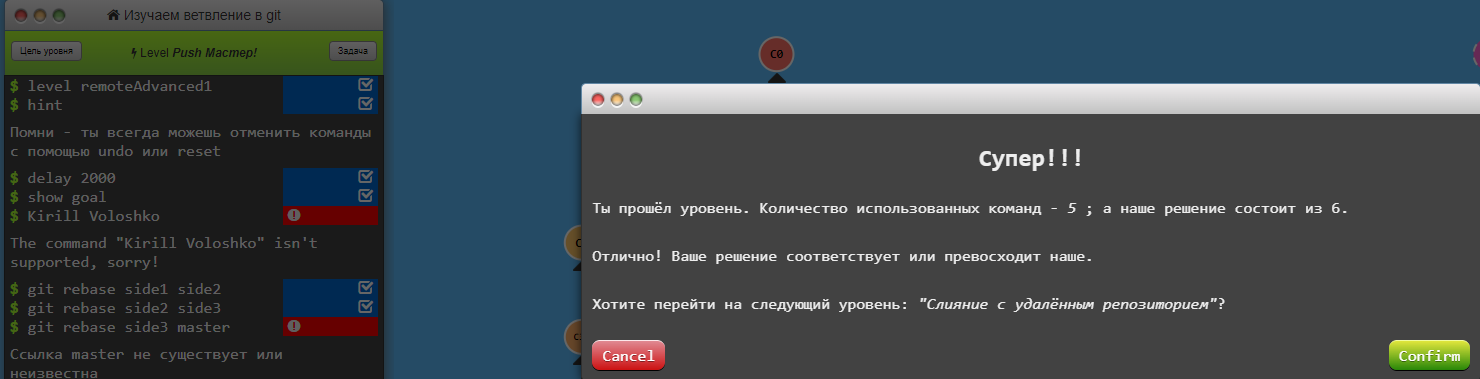 Изучаем ветвление в git
Цель уровня
Level Push Мастер!
Задача
$ level remoteAdvanced1
$ hint
Помни - ты всегда можешь отменить команды
с помощью undo или reset
$ delay 2000
$ show goal
$ Kirill Voloshko
The command "Kirill Voloshko" isn't
supported, sorry!
$ git rebase side1 side2
$ git rebase side2 side3
$ git rebase side3 master
Ссылка master не существует или
неизвестна
C0
Супер!!!
Ты прошёл уровень. Количество использованных команд - 5 ; а наше решение состоит из 6.
Отлично! Ваше решение соответствует или превосходит наше.
Хотите перейти на следующий уровень: "Слияние с удалённым репозиторием"?
Cancel
Confirm